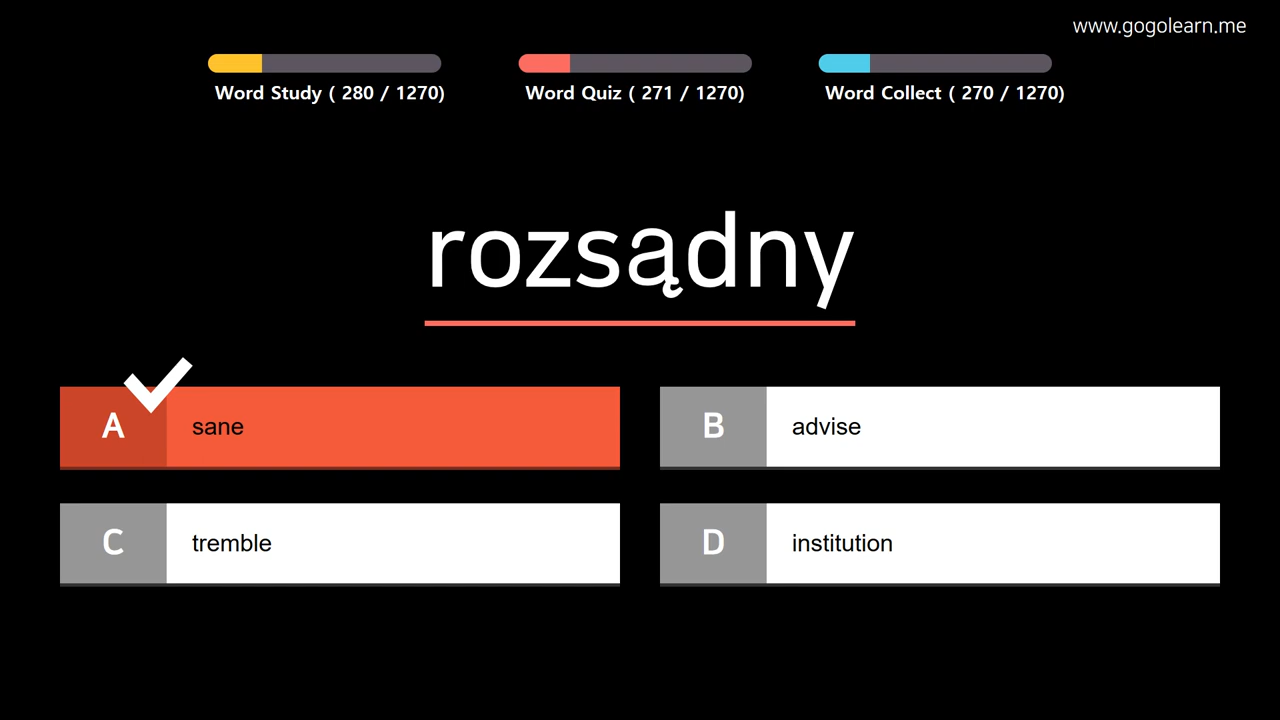 www.gogolearn.me
Word Study ( 280 / 1270)
Word Quiz ( 271 / 1270)
Word Collect ( 270 / 1270)
rozsądny
A
sane
B
advise
C
tremble
D
institution